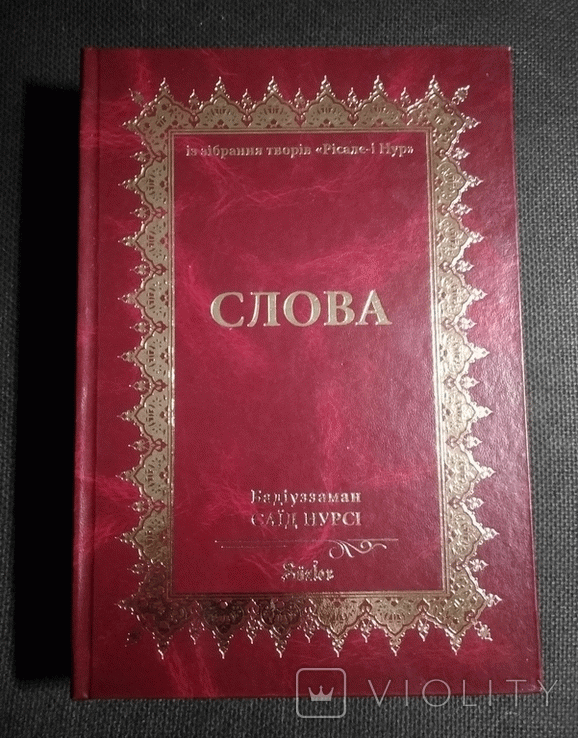 із зібрання творів «Рісале-і Нур»
СЛОВА
Бадіуззаман
САЇД НУРСІ
Sözler
VIOLITY